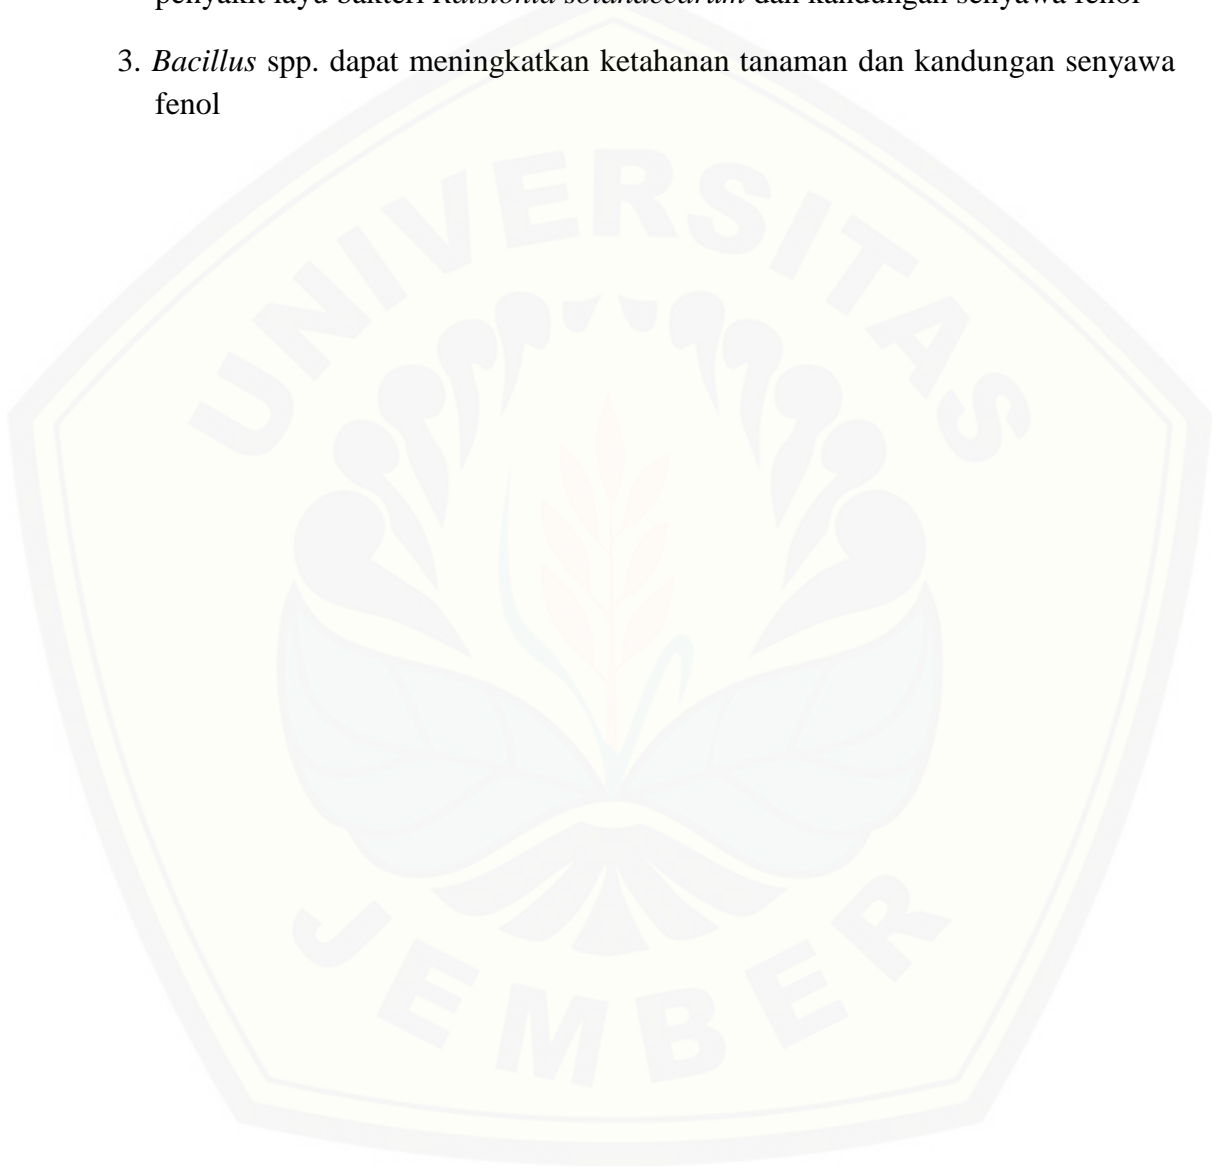 penyakit layu bakteri Ralstonia solanacearum dan kandungan senyawa fenol
3. Bacillus spp. dapat meningkatkan ketahanan tanaman dan kandungan senyawa
fenol
UNIVERSITAS
JEMBER